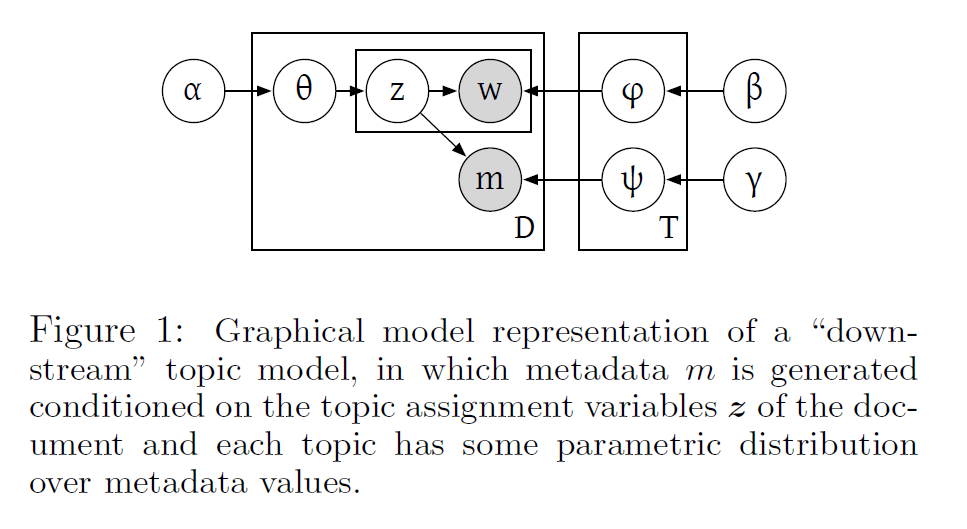 α θ z w φ β
m ψ γ
D T
Figure 1: Graphical model representation of a “down-
stream” topic model, in which metadata m is generated
conditioned on the topic assignment variables z of the doc-
ument and each topic has some parametric distribution
over metadata values.